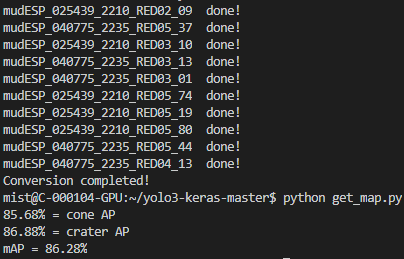 mudESP_025439_2210_RED02_09  done!
mudESP_040775_2235_RED05_37  done!
mudESP_025439_2210_RED03_10  done!
mudESP_040775_2235_RED03_13  done!
mudESP_040775_2235_RED03_01  done!
mudESP_025439_2210_RED05_74  done!
mudESP_025439_2210_RED05_19  done!
mudESP_025439_2210_RED05_80  done!
mudESP_040775_2235_RED05_44  done!
mudESP_040775_2235_RED04_13  done!
Conversion completed!
mist@C-000104-GPU:~/yolo3-keras-master$ python get_map.py
85.68% = cone AP
86.88% = crater AP
mAP = 86.28%